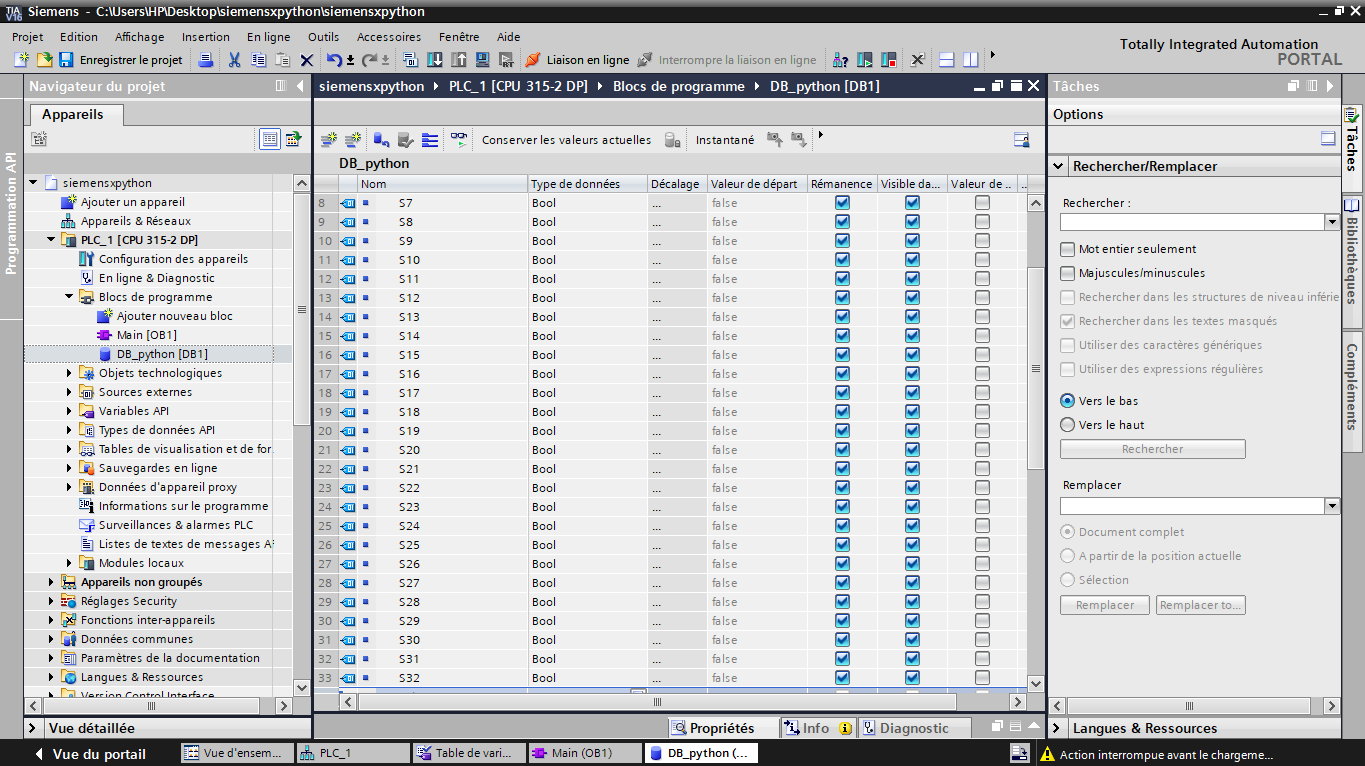 Siemens - C:\Users\HP\Desktop\siemensxpython\siemensxpython
Projet Edition Affichage Insertion En ligne Outils Accessoires Fenêtre Aide
Enregistrer le projet Liaison en ligne Interrompre la liaison en ligne
Totally Integrated Automation
PORTAL
Programmation API
Navigateur du projet
Appareils
siemensxpython
Ajouter un appareil
Appareils & Réseaux
PLC_1 [CPU 315-2 DP]
Configuration des appareils
En ligne & Diagnostic
Blocs de programme
Ajouter nouveau bloc
Main [OB1]
DB_python [DB1]
Objets technologiques
Sources externes
Variables API
Types de données API
Tables de visualisation et de for
Sauvegardes en ligne
Données d'appareil proxy
Informations sur le programme
Surveillances & alarmes PLC
Listes de textes de messages
Modules locaux
Appareils non groupés
Réglages Security
Fonctions inter-appareils
Données communes
Paramètres de la documentation
Langues & Ressources
Version Control Interface
Vue détaillée
siemensxpython PLC_1 [CPU 315-2 DP] Blocs de programme DB_python [DB1]
Conserver les valeurs actuelles Instantané
DB_python
Nom Type de données Décalage Valeur de départ Rémanence Visible da... Valeur de .. ..
8 S7 Bool ... false
9 S8 Bool ... false
10 S9 Bool ... false
11 S10 Bool ... false
12 S11 Bool ... false
13 S12 Bool ... false
14 S13 Bool ... false
15 S14 Bool ... false
16 S15 Bool ... false
17 S16 Bool ... false
18 S17 Bool ... false
19 S18 Bool ... false
20 S19 Bool ... false
21 S20 Bool ... false
22 S21 Bool ... false
23 S22 Bool ... false
24 S23 Bool ... false
25 S24 Bool ... false
26 S25 Bool ... false
27 S26 Bool ... false
28 S27 Bool ... false
29 S28 Bool ... false
30 S29 Bool ... false
31 S30 Bool ... false
32 S31 Bool ... false
33 S32 Bool ... false
Propriétés Info Diagnostic
Tâches
Options
Rechercher/Remplacer
Rechercher :
Mot entier seulement
Majuscules/minuscules
Rechercher dans les structures de niveau inférie
Rechercher dans les textes masqués
Utiliser des caractères génériques
Utiliser des expressions régulières
Vers le bas
Vers le haut
Rechercher
Remplacer
Document complet
A partir de la position actuelle
Sélection
Remplacer Remplacer to...
Langues & Ressources
Tâches
Bibliothèques
Compléments
Vue du portail Vue d'ensem... PLC_1 Table de vari... Main (OB1) DB_python (... Action interrompue avant le chargeme...